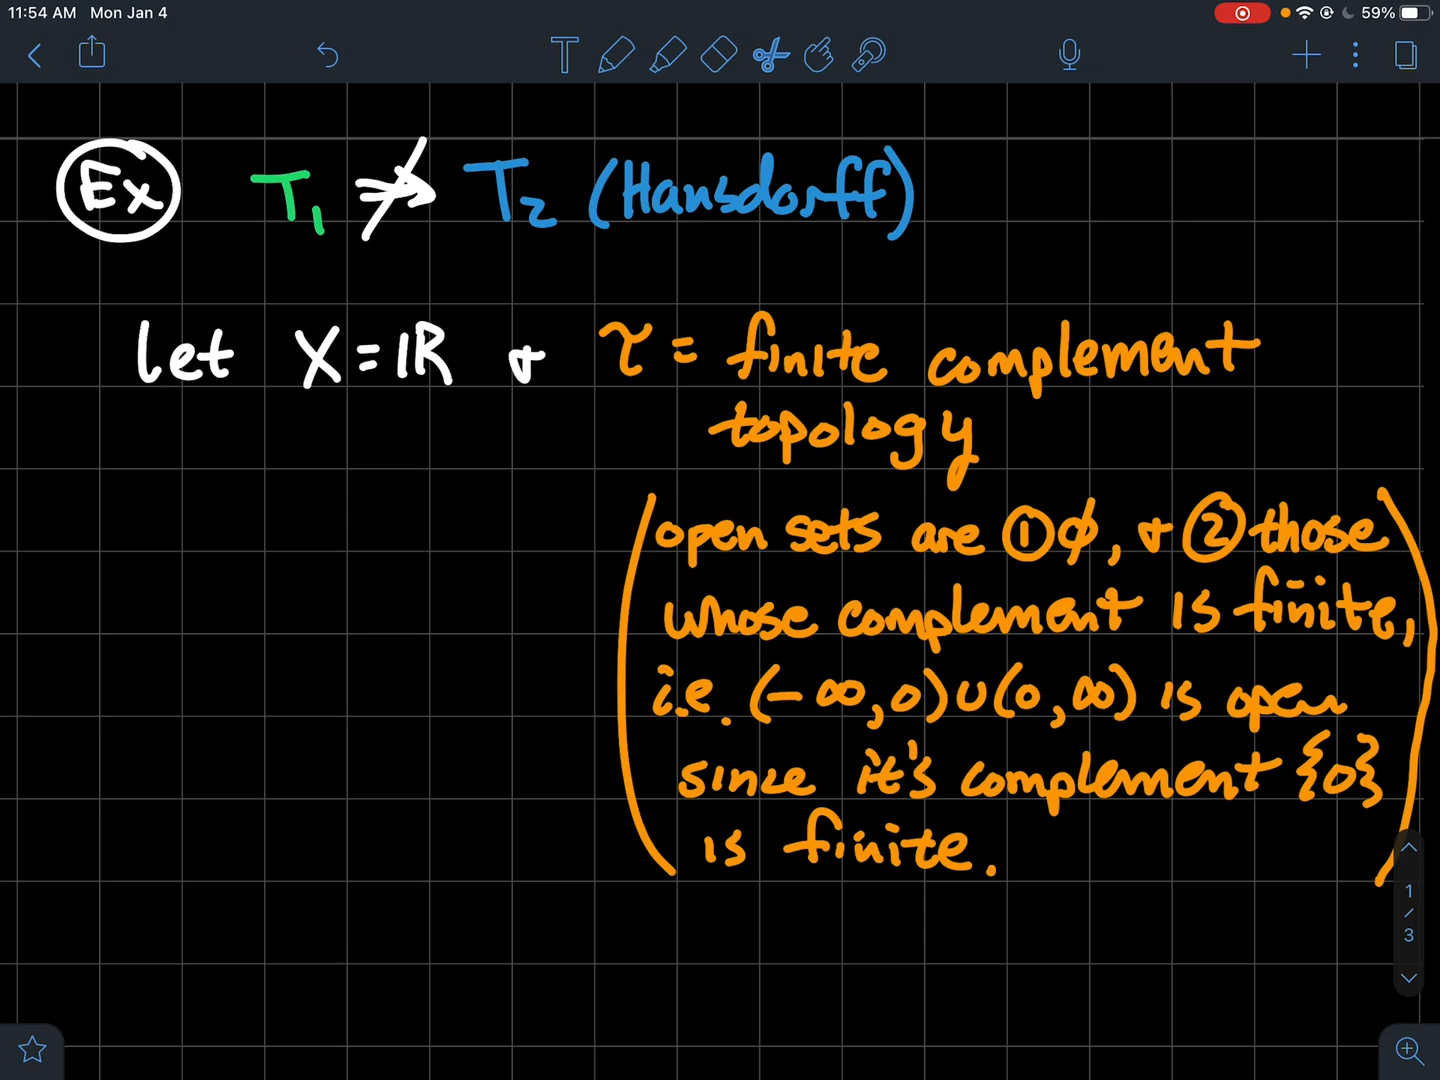 11:54 AM Mon Jan 4
59%
Ex T₁ ⇏ T₂ (Hausdorff)
let X = ℝ & τ = finite complement
topology
(open sets are ① ∅, & ② those
whose complement is finite,
i.e. (-∞,0)∪(0,∞) is open
since it's complement {0}
is finite.)
1
/
3